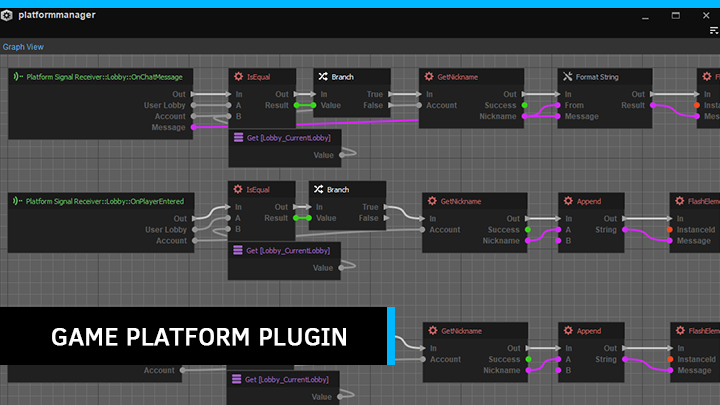 platformmanager
Graph View
Platform Signal Receiver::Lobby::OnChatMessage
Out
User Lobby
Account
Message
IsEqual
In Out
A Result
B
Get [Lobby_CurrentLobby]
Value
Branch
In True
Value False
GetNickname
In Out
Account
Success
Nickname
Format String
In Out
From Result
Message
In
Instanc
Message
Platform Signal Receiver::Lobby::OnPlayerEntered
Out
User Lobby
Account
IsEqual
In Out
A Result
B
Get [Lobby_CurrentLobby]
Value
Branch
In True
Value False
GetNickname
In Out
Account
Success
Nickname
Append
In Out
A String
B
FlashElemen
In
InstanceId
Message
GAME PLATFORM PLUGIN
Account
Get [Lobby_CurrentLobby]
Value
GetNickname
In Out
Account
Success
Nickname
Append
In Out
A String
B
FlashElem
In
InstanceId
Message